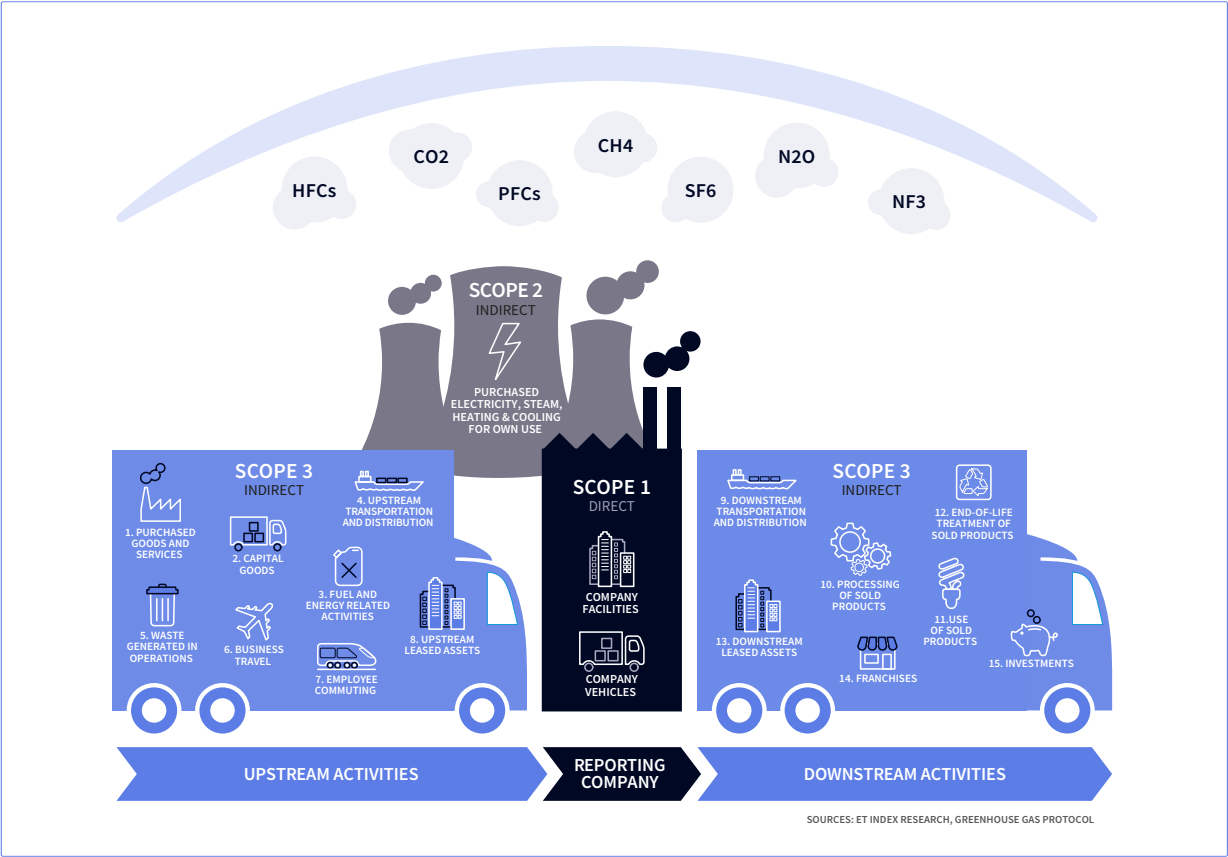 HFCs
CO2
PFCs
CH4
SF6
N2O
NF3
SCOPE 2
INDIRECT
PURCHASED
ELECTRICITY, STEAM,
HEATING & COOLING
FOR OWN USE
SCOPE 3
INDIRECT
1. PURCHASED
GOODS AND
SERVICES
2. CAPITAL
GOODS
3. FUEL AND
ENERGY RELATED
ACTIVITIES
4. UPSTREAM
TRANSPORTATION
AND DISTRIBUTION
5. WASTE
GENERATED IN
OPERATIONS
6. BUSINESS
TRAVEL
7. EMPLOYEE
COMMUTING
8. UPSTREAM
LEASED ASSETS
SCOPE 1
DIRECT
COMPANY
FACILITIES
COMPANY
VEHICLES
SCOPE 3
INDIRECT
9. DOWNSTREAM
TRANSPORTATION
AND DISTRIBUTION
10. PROCESSING
OF SOLD
PRODUCTS
11.USE
OF SOLD
PRODUCTS
12. END-OF-LIFE
TREATMENT OF
SOLD PRODUCTS
13. DOWNSTREAM
LEASED ASSETS
14. FRANCHISES
15. INVESTMENTS
UPSTREAM ACTIVITIES
REPORTING
COMPANY
DOWNSTREAM ACTIVITIES
SOURCES: ET INDEX RESEARCH, GREENHOUSE GAS PROTOCOL